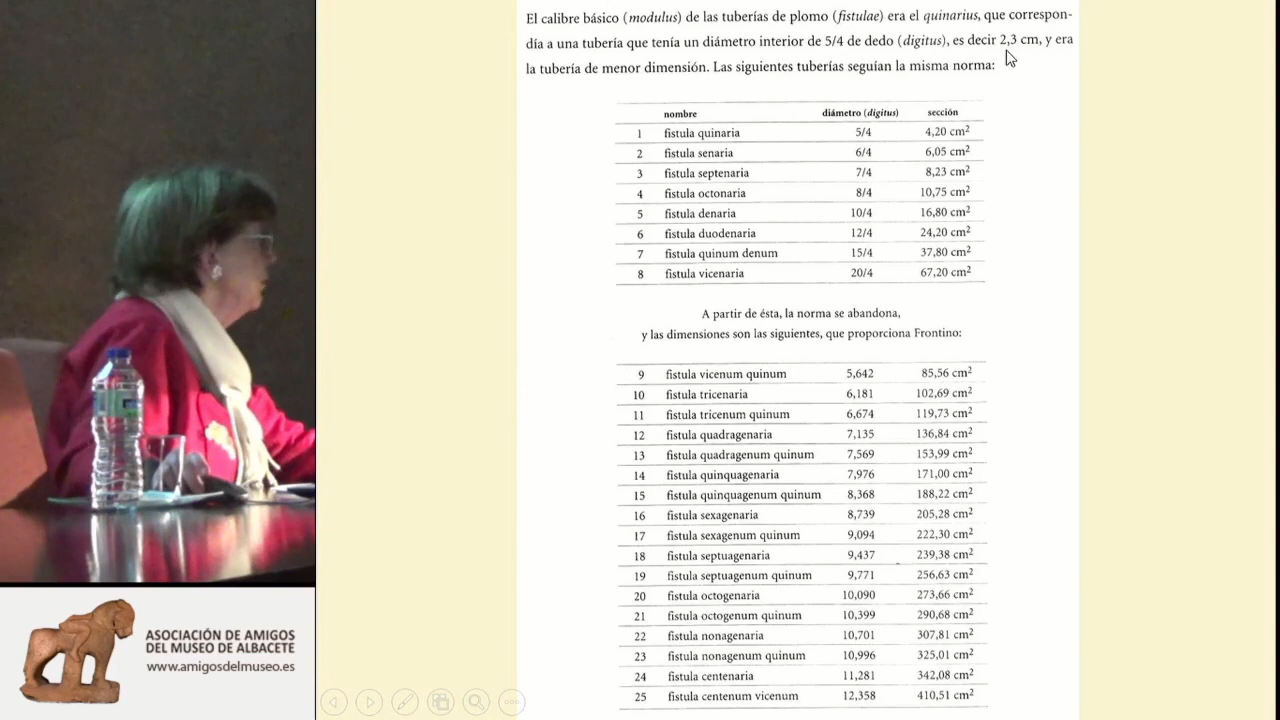 El calibre básico (modulus) de las tuberías de plomo (fistulae) era el quinarius, que correspon-
día a una tubería que tenía un diámetro interior de 5/4 de dedo (digitus), es decir 2,3 cm, y era
la tubería de menor dimensión. Las siguientes tuberías seguían la misma norma:
nombre diámetro (digitus) sección
1 fistula quinaria 5/4 4,20 cm²
2 fistula senaria 6/4 6,05 cm²
3 fistula septenaria 7/4 8,23 cm²
4 fistula octonaria 8/4 10,75 cm²
5 fistula denaria 10/4 16,80 cm²
6 fistula duodenaria 12/4 24,20 cm²
7 fistula quinum denum 15/4 37,80 cm²
8 fistula vicenaria 20/4 67,20 cm²
A partir de ésta, la norma se abandona,
y las dimensiones son las siguientes, que proporciona Frontino:
9 fistula vicenum quinum 5,642 85,56 cm²
10 fistula tricenaria 6,181 102,69 cm²
11 fistula tricenum quinum 6,674 119,73 cm²
12 fistula quadragenaria 7,135 136,84 cm²
13 fistula quadragenum quinum 7,569 153,99 cm²
14 fistula quinquagenaria 7,976 171,00 cm²
15 fistula quinquagenum quinum 8,368 188,22 cm²
16 fistula sexagenaria 8,739 205,28 cm²
17 fistula sexagenum quinum 9,094 222,30 cm²
18 fistula septuagenaria 9,437 239,38 cm²
19 fistula septuagenum quinum 9,771 256,63 cm²
20 fistula octogenaria 10,090 273,66 cm²
21 fistula octogenum quinum 10,399 290,68 cm²
22 fistula nonagenaria 10,701 307,81 cm²
23 fistula nonagenum quinum 10,996 325,01 cm²
24 fistula centenaria 11,281 342,08 cm²
25 fistula centenum vicenum 12,358 410,51 cm²
ASOCIACIÓN DE AMIGOS
DEL MUSEO DE ALBACETE
www.amigosdelmuseo.es